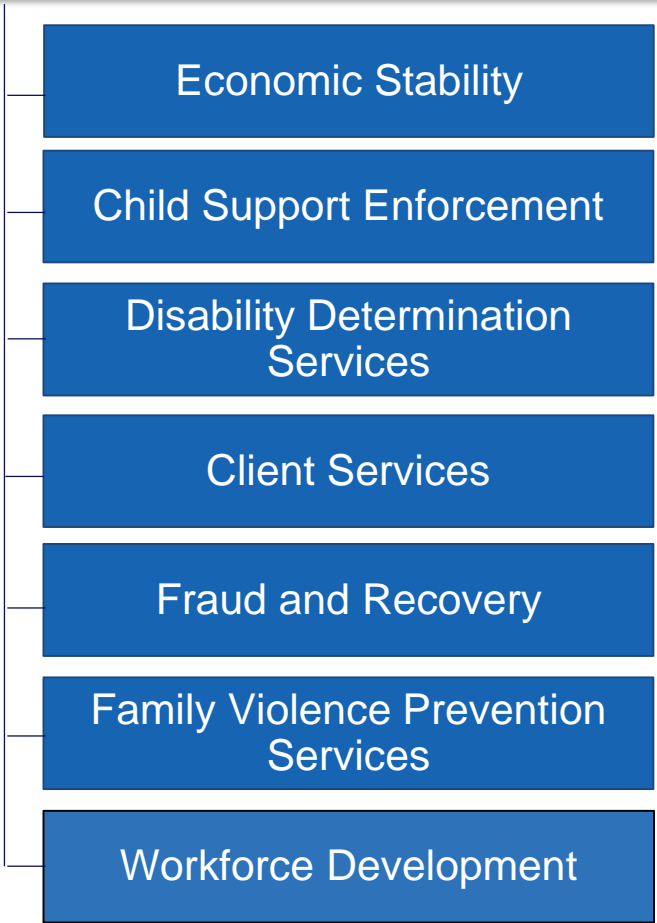 Economic Stability
Child Support Enforcement
Disability Determination
Services
Client Services
Fraud and Recovery
Family Violence Prevention
Services
Workforce Development